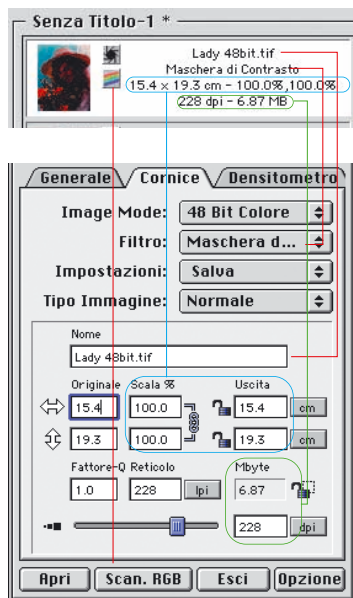 Senza Titolo-1 *
Lady 48bit.tif
Maschera di Contrasto
15.4 x 19.3 cm - 100.0%,100.0%
228 dpi - 6.87 MB
Generale Cornice Densitometro
Image Mode: 48 Bit Colore
Filtro: Maschera d...
Impostazioni: Salva
Tipo Immagine: Normale
Nome
Lady 48bit.tif
Originale Scala % Uscita
15.4 100.0 15.4 cm
19.3 100.0 19.3 cm
Fattore-Q Reticolo Mbyte
1.0 228 lpi 6.87
228 dpi
Apri Scan. RGB Esci Opzione